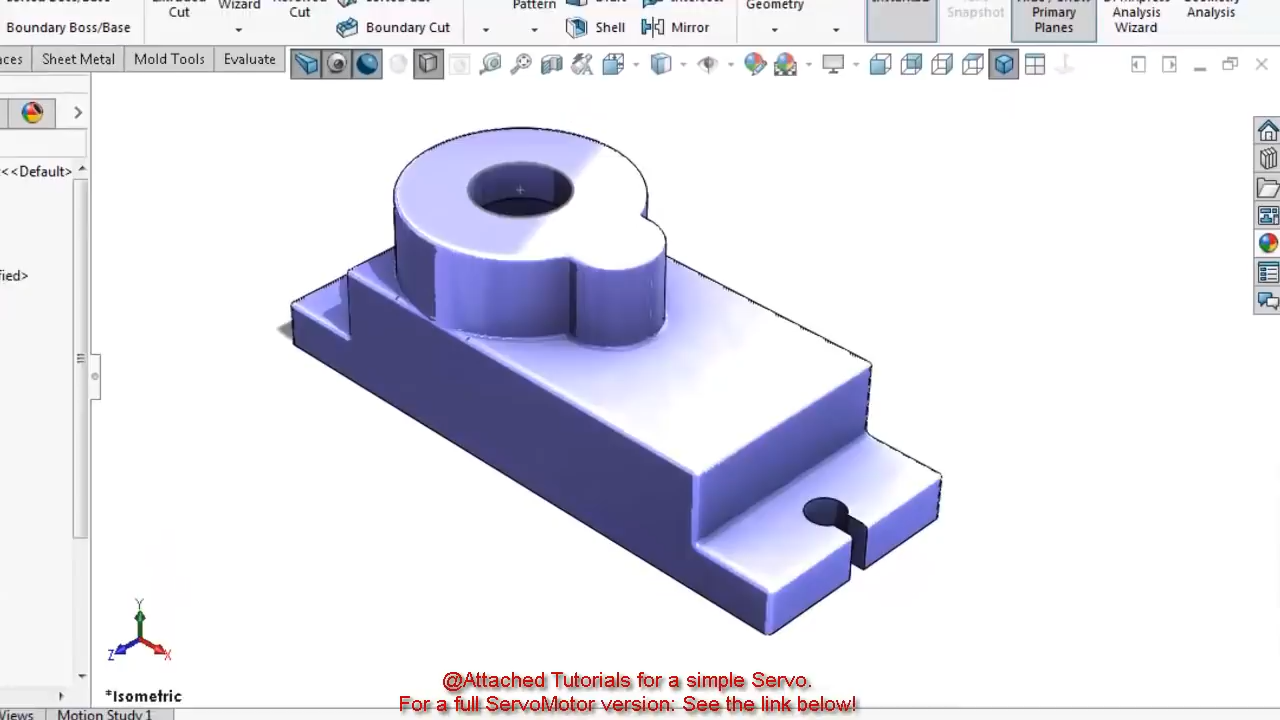 Cut
Wizard
Cut
Pattern
Geometry
Snapshot
Primary
Planes
Analysis
Wizard
Geometry
Analysis
Boundary Boss/Base
Boundary Cut
Shell
Mirror
Sheet Metal
Mold Tools
Evaluate
<<Default>
Y
Z
X
*Isometric
Motion Study 1
@Attached Tutorials for a simple Servo.
For a full ServoMotor version: See the link below!